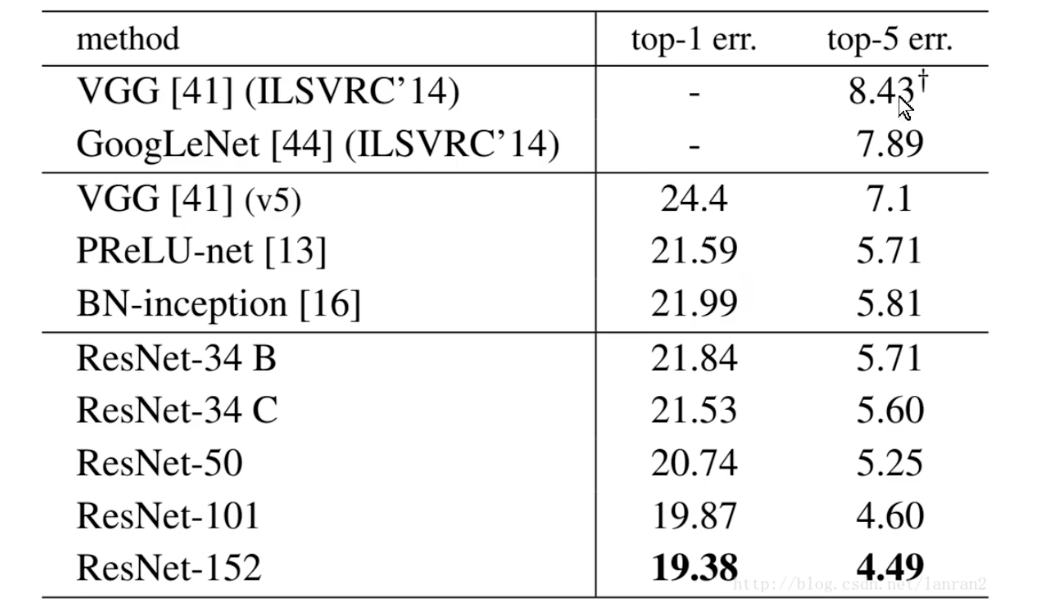 method top-1 err. top-5 err.
VGG [41] (ILSVRC’14) - 8.43†
GoogLeNet [44] (ILSVRC’14) - 7.89
VGG [41] (v5) 24.4 7.1
PReLU-net [13] 21.59 5.71
BN-inception [16] 21.99 5.81
ResNet-34 B 21.84 5.71
ResNet-34 C 21.53 5.60
ResNet-50 20.74 5.25
ResNet-101 19.87 4.60
ResNet-152 19.38 4.49
http://blog.csdn.net/lanran2